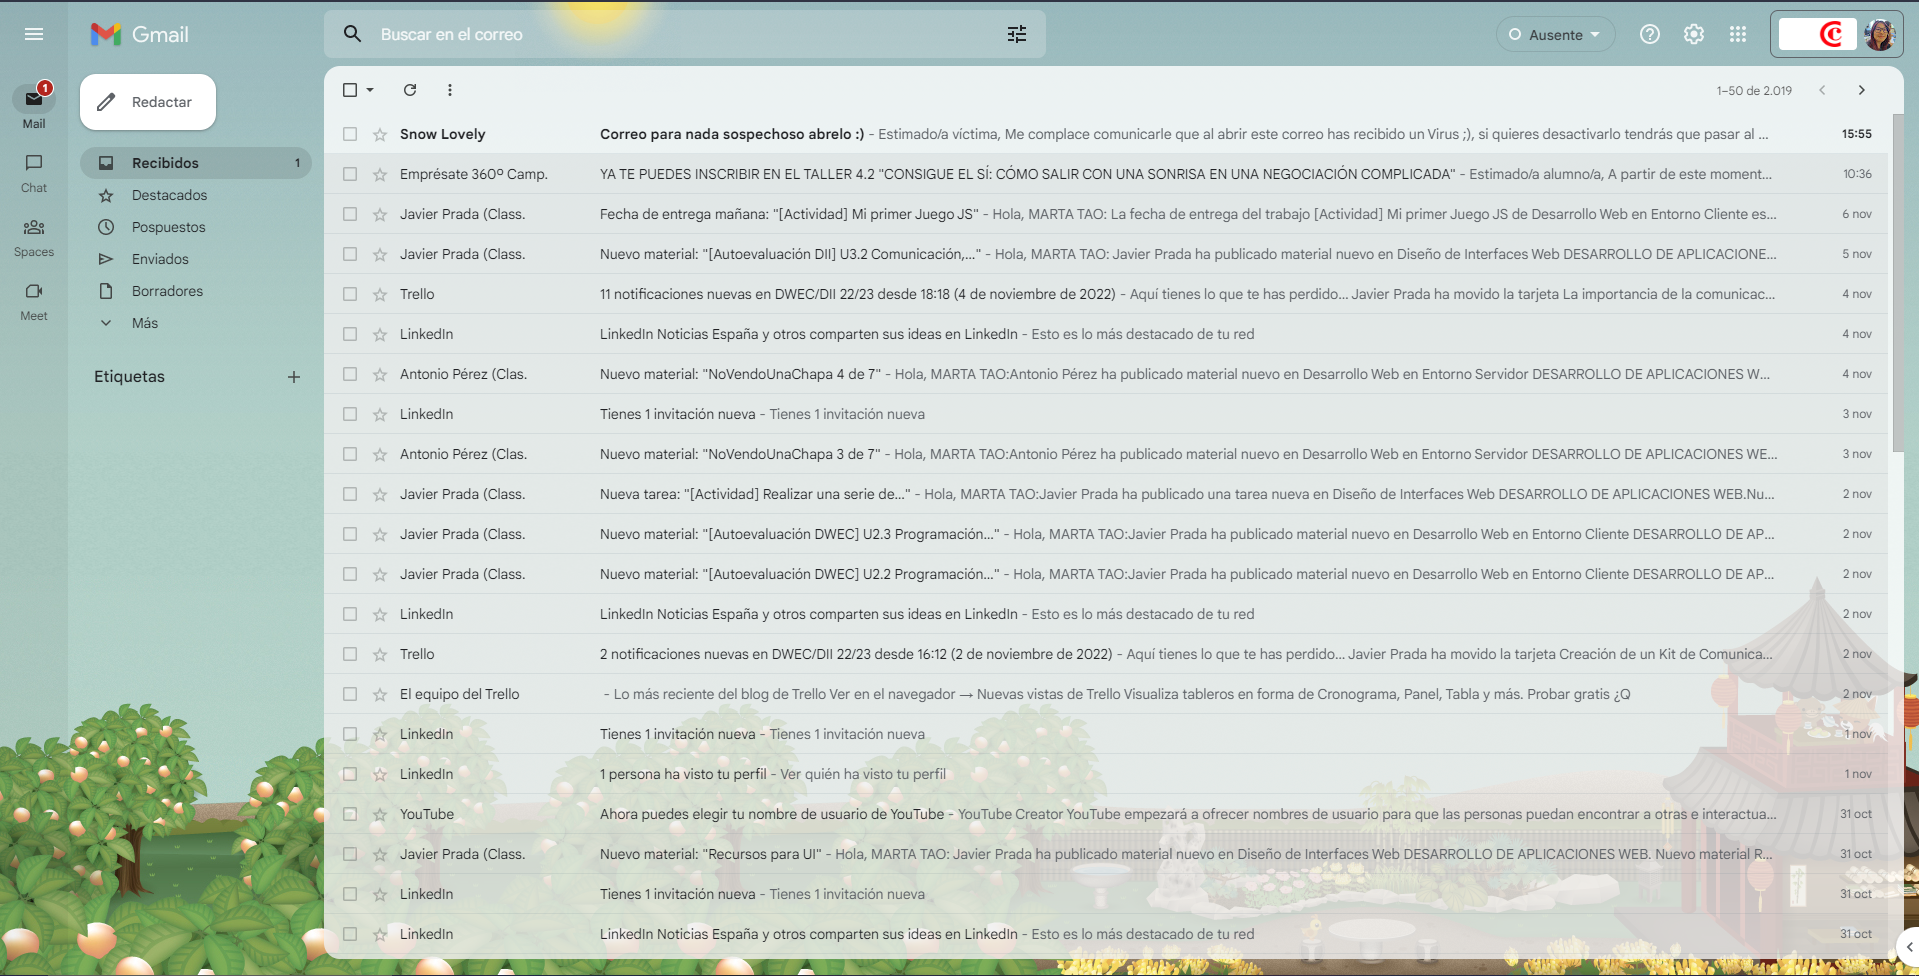 Gmail
Buscar en el correo
Ausente
1
Mail
Chat
Spaces
Meet
Redactar
Recibidos 1
Destacados
Pospuestos
Enviados
Borradores
Más
Etiquetas
1–50 de 2.019
Snow Lovely Correo para nada sospechoso abrelo :) - Estimado/a víctima, Me complace comunicarle que al abrir este correo has recibido un Virus ;), si quieres desactivarlo tendrás que pasar al ... 15:55
Emprésate 360º Camp. YA TE PUEDES INSCRIBIR EN EL TALLER 4.2 "CONSIGUE EL SÍ: CÓMO SALIR CON UNA SONRISA EN UNA NEGOCIACIÓN COMPLICADA" - Estimado/a alumno/a, A partir de este moment... 10:36
Javier Prada (Class. Fecha de entrega mañana: "[Actividad] Mi primer Juego JS" - Hola, MARTA TAO: La fecha de entrega del trabajo [Actividad] Mi primer Juego JS de Desarrollo Web en Entorno Cliente es... 6 nov
Javier Prada (Class. Nuevo material: "[Autoevaluación DII] U3.2 Comunicación,..." - Hola, MARTA TAO: Javier Prada ha publicado material nuevo en Diseño de Interfaces Web DESARROLLO DE APLICACIONE... 5 nov
Trello 11 notificaciones nuevas en DWEC/DII 22/23 desde 18:18 (4 de noviembre de 2022) - Aquí tienes lo que te has perdido... Javier Prada ha movido la tarjeta La importancia de la comunicac... 4 nov
LinkedIn LinkedIn Noticias España y otros comparten sus ideas en LinkedIn - Esto es lo más destacado de tu red 4 nov
Antonio Pérez (Clas. Nuevo material: "NoVendoUnaChapa 4 de 7" - Hola, MARTA TAO:Antonio Pérez ha publicado material nuevo en Desarrollo Web en Entorno Servidor DESARROLLO DE APLICACIONES W... 4 nov
LinkedIn Tienes 1 invitación nueva - Tienes 1 invitación nueva 3 nov
Antonio Pérez (Clas. Nuevo material: "NoVendoUnaChapa 3 de 7" - Hola, MARTA TAO:Antonio Pérez ha publicado material nuevo en Desarrollo Web en Entorno Servidor DESARROLLO DE APLICACIONES WE... 3 nov
Javier Prada (Class. Nueva tarea: "[Actividad] Realizar una serie de..." - Hola, MARTA TAO:Javier Prada ha publicado una tarea nueva en Diseño de Interfaces Web DESARROLLO DE APLICACIONES WEB.Nu... 2 nov
Javier Prada (Class. Nuevo material: "[Autoevaluación DWEC] U2.3 Programación..." - Hola, MARTA TAO:Javier Prada ha publicado material nuevo en Desarrollo Web en Entorno Cliente DESARROLLO DE AP... 2 nov
Javier Prada (Class. Nuevo material: "[Autoevaluación DWEC] U2.2 Programación..." - Hola, MARTA TAO:Javier Prada ha publicado material nuevo en Desarrollo Web en Entorno Cliente DESARROLLO DE AP... 2 nov
LinkedIn LinkedIn Noticias España y otros comparten sus ideas en LinkedIn - Esto es lo más destacado de tu red 2 nov
Trello 2 notificaciones nuevas en DWEC/DII 22/23 desde 16:12 (2 de noviembre de 2022) - Aquí tienes lo que te has perdido... Javier Prada ha movido la tarjeta Creación de un Kit de Comunica... 2 nov
El equipo del Trello - Lo más reciente del blog de Trello Ver en el navegador → Nuevas vistas de Trello Visualiza tableros en forma de Cronograma, Panel, Tabla y más. Probar gratis ¿Q 2 nov
LinkedIn Tienes 1 invitación nueva - Tienes 1 invitación nueva 1 nov
LinkedIn 1 persona ha visto tu perfil - Ver quién ha visto tu perfil 1 nov
YouTube Ahora puedes elegir tu nombre de usuario de YouTube - YouTube Creator YouTube empezará a ofrecer nombres de usuario para que las personas puedan encontrar a otras e interactua... 31 oct
Javier Prada (Class. Nuevo material: "Recursos para UI" - Hola, MARTA TAO: Javier Prada ha publicado material nuevo en Diseño de Interfaces Web DESARROLLO DE APLICACIONES WEB. Nuevo material R... 31 oct
LinkedIn Tienes 1 invitación nueva - Tienes 1 invitación nueva 31 oct
LinkedIn LinkedIn Noticias España y otros comparten sus ideas en LinkedIn - Esto es lo más destacado de tu red 31 oct